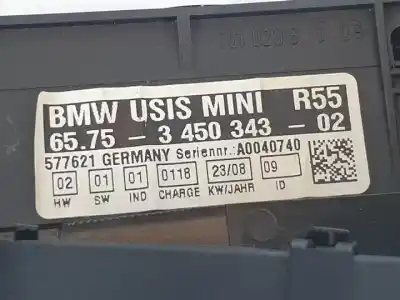 BMW USIS MINI R55
65.75 - 3 450 343 - 02
577621 GERMANY Seriennr.:A0040740
02 01 01 0118 23/08 09
HW SW IND CHARGE KW/JAHR ID